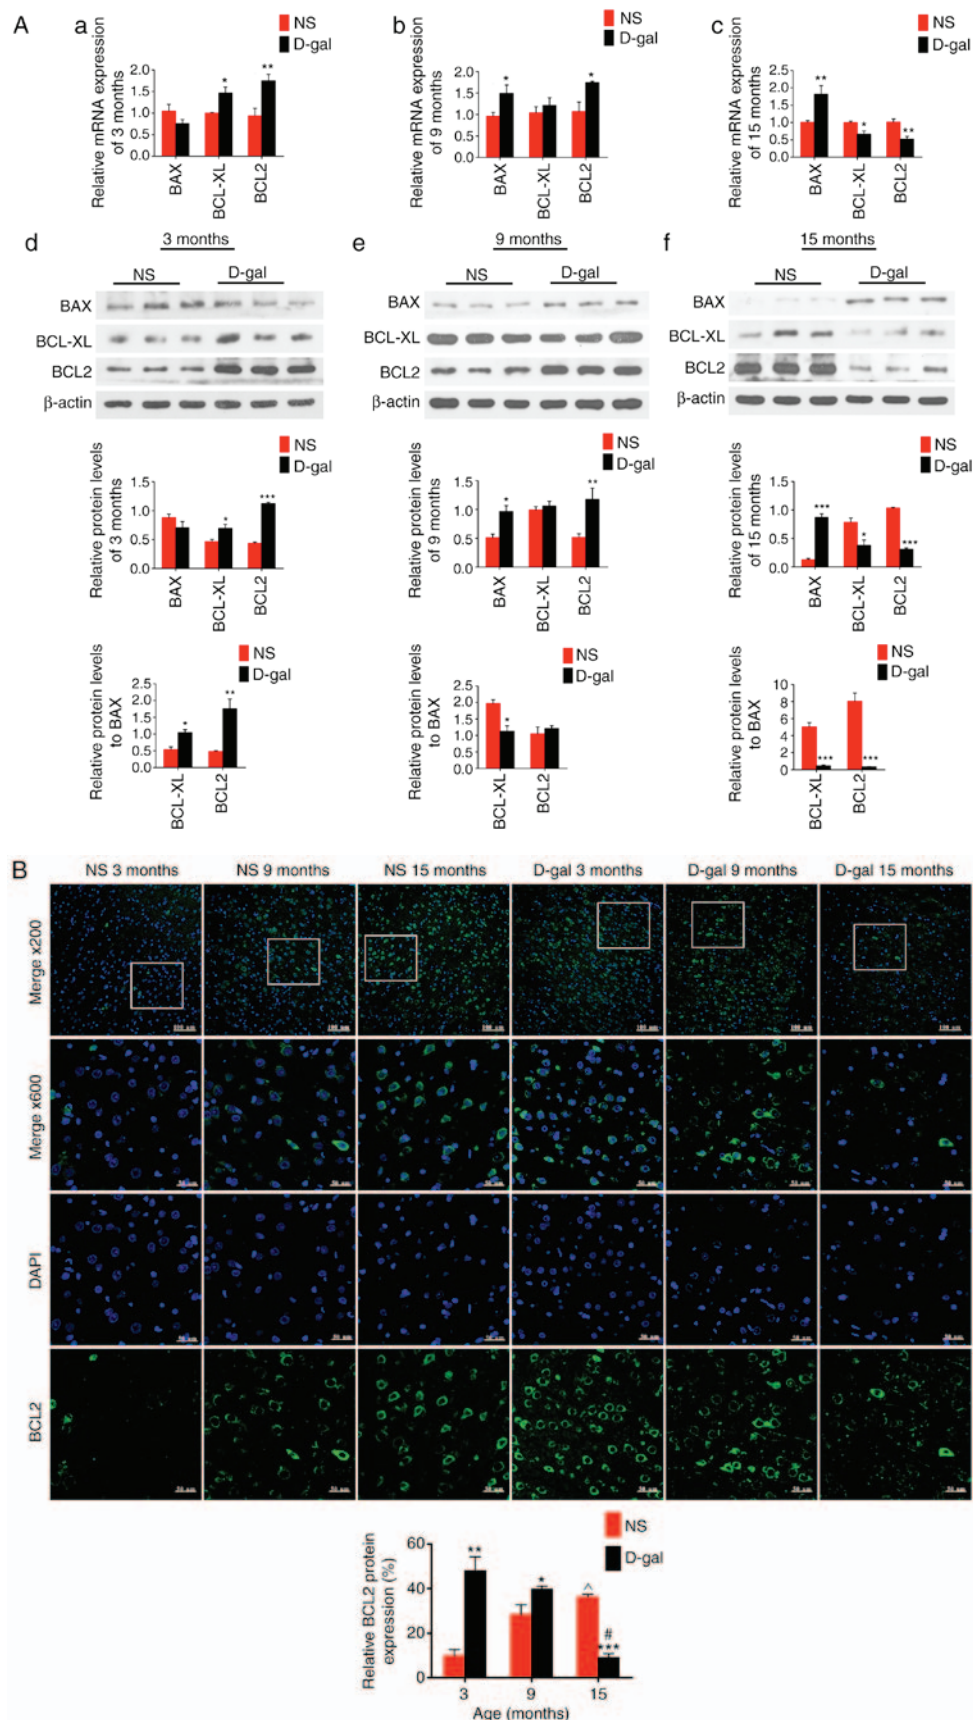 A
a
NS
D-gal
Relative mRNA expression
of 3 months
2.0
1.5
1.0
0.5
0.0
*
**
BAX
BCL-XL
BCL2
b
NS
D-gal
Relative mRNA expression
of 9 months
2.0
1.5
1.0
0.5
0.0
*
*
BAX
BCL-XL
BCL2
c
NS
D-gal
Relative mRNA expression
of 15 months
2.5
2.0
1.5
1.0
0.5
0.0
**
*
**
BAX
BCL-XL
BCL2
d
3 months
NS
D-gal
BAX
BCL-XL
BCL2
β-actin
e
9 months
NS
D-gal
BAX
BCL-XL
BCL2
β-actin
f
15 months
NS
D-gal
BAX
BCL-XL
BCL2
β-actin
NS
D-gal
Relative protein levels
of 3 months
1.5
1.0
0.5
0.0
*
***
BAX
BCL-XL
BCL2
NS
D-gal
Relative protein levels
of 9 months
1.5
1.0
0.5
0.0
*
**
BAX
BCL-XL
BCL2
NS
D-gal
Relative protein levels
of 15 months
1.5
1.0
0.5
0.0
***
*
***
BAX
BCL-XL
BCL2
NS
D-gal
Relative protein levels
to BAX
2.5
2.0
1.5
1.0
0.5
0.0
*
**
BCL-XL
BCL2
NS
D-gal
Relative protein levels
to BAX
2.5
2.0
1.5
1.0
0.5
0.0
*
BCL-XL
BCL2
NS
D-gal
Relative protein levels
to BAX
10
8
6
4
2
0
***
***
BCL-XL
BCL2
B
NS 3 months
NS 9 months
NS 15 months
D-gal 3 months
D-gal 9 months
D-gal 15 months
Merge x200
100 um
100 um
100 um
100 um
100 um
100 um
Merge x600
DAPI
BCL2
NS
D-gal
Relative BCL2 protein
expression (%)
60
40
20
0
**
*
^
#
***
3
9
15
Age (months)